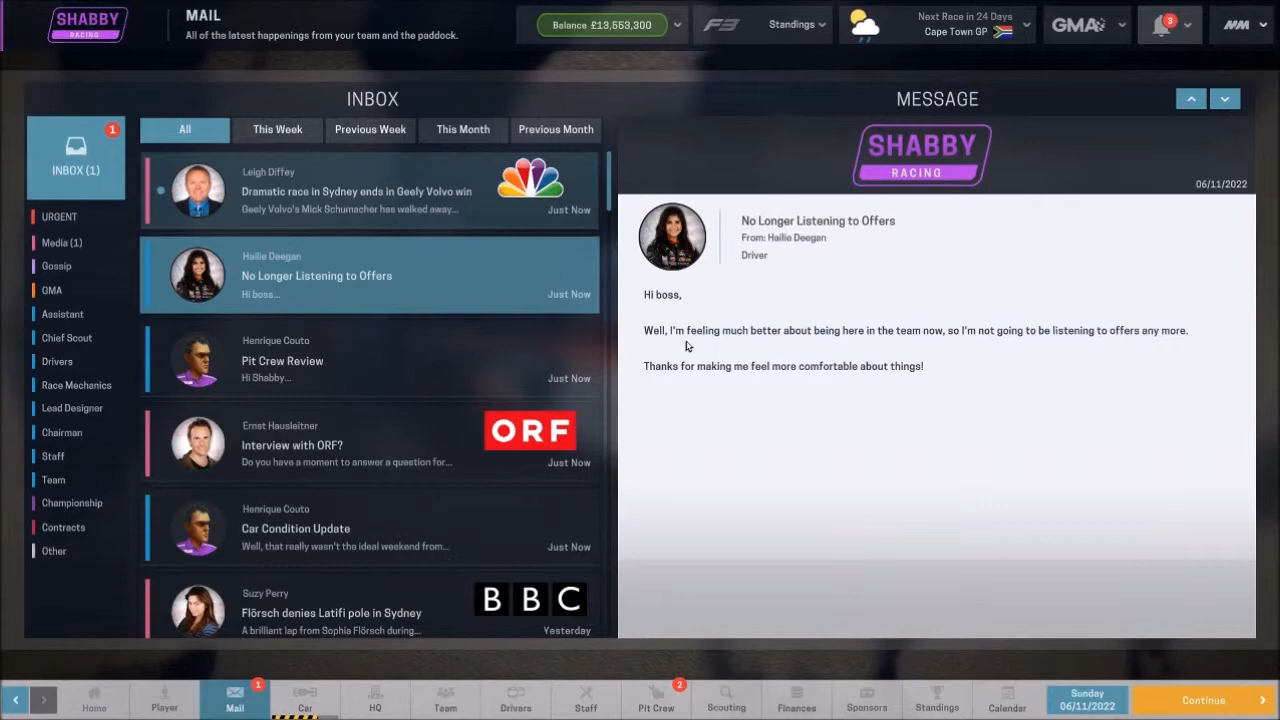 SHABBY
RACING
MAIL
All of the latest happenings from your team and the paddock.
Balance £13,553,300
F3
Standings
Next Race in 24 Days
Cape Town GP
GMA
3
INBOX
MESSAGE
1
INBOX (1)
URGENT
Media (1)
Gossip
GMA
Assistant
Chief Scout
Drivers
Race Mechanics
Lead Designer
Chairman
Staff
Team
Championship
Contracts
Other
All
This Week
Previous Week
This Month
Previous Month
Leigh Diffey
Dramatic race in Sydney ends in Geely Volvo win
Geely Volvo's Mick Schumacher has walked away...
Just Now
Hailie Deegan
No Longer Listening to Offers
Hi boss...
Just Now
Henrique Couto
Pit Crew Review
Hi Shabby...
Just Now
Ernst Hausleitner
ORF
Interview with ORF?
Do you have a moment to answer a question for...
Just Now
Henrique Couto
Car Condition Update
Well, that really wasn't the ideal weekend from...
Just Now
Suzy Perry
BBC
Flörsch denies Latifi pole in Sydney
A brilliant lap from Sophia Flörsch during...
Yesterday
SHABBY
RACING
06/11/2022
No Longer Listening to Offers
From: Hailie Deegan
Driver
Hi boss,
Well, I'm feeling much better about being here in the team now, so I'm not going to be listening to offers any more.
Thanks for making me feel more comfortable about things!
Home
Player
1
Mail
Car
HQ
Team
Drivers
Staff
2
Pit Crew
Scouting
Finances
Sponsors
Standings
Calendar
Sunday
06/11/2022
Continue